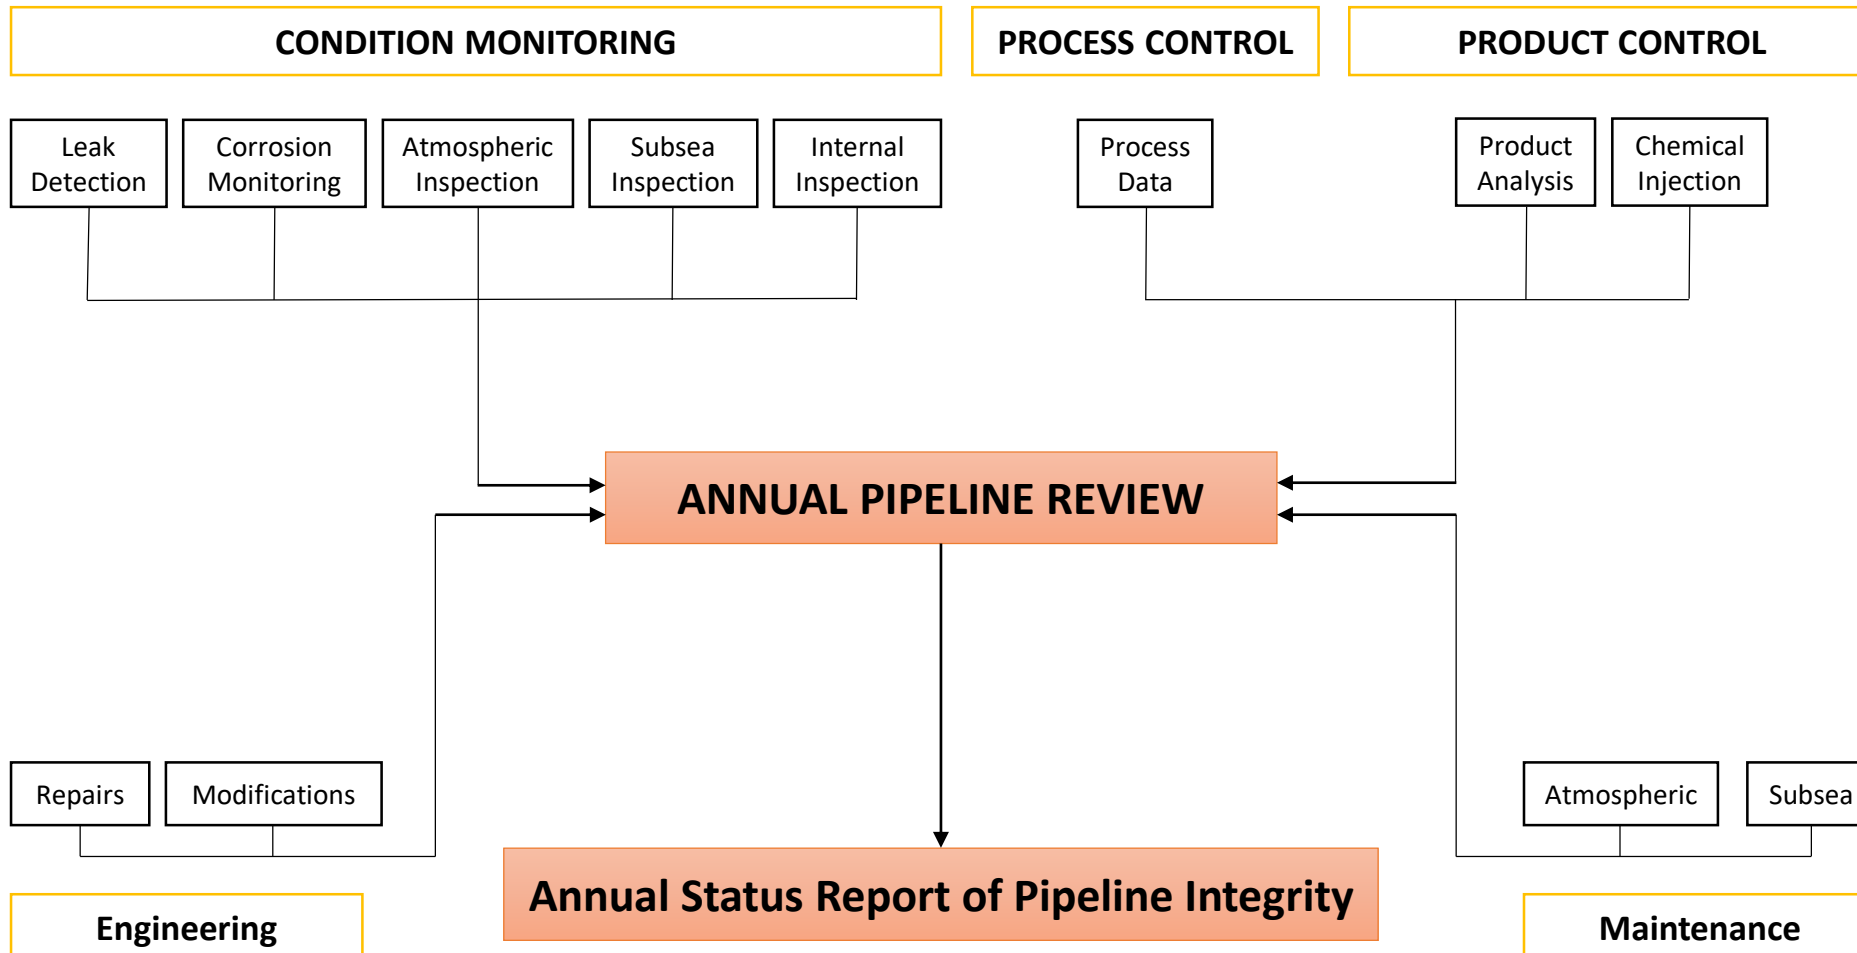 CONDITION MONITORING
PROCESS CONTROL
PRODUCT CONTROL
Leak
Detection
Corrosion
Monitoring
Atmospheric
Inspection
Subsea
Inspection
Internal
Inspection
Process
Data
Product
Analysis
Chemical
Injection
ANNUAL PIPELINE REVIEW
Repairs
Modifications
Atmospheric
Subsea
Annual Status Report of Pipeline Integrity
Engineering
Maintenance